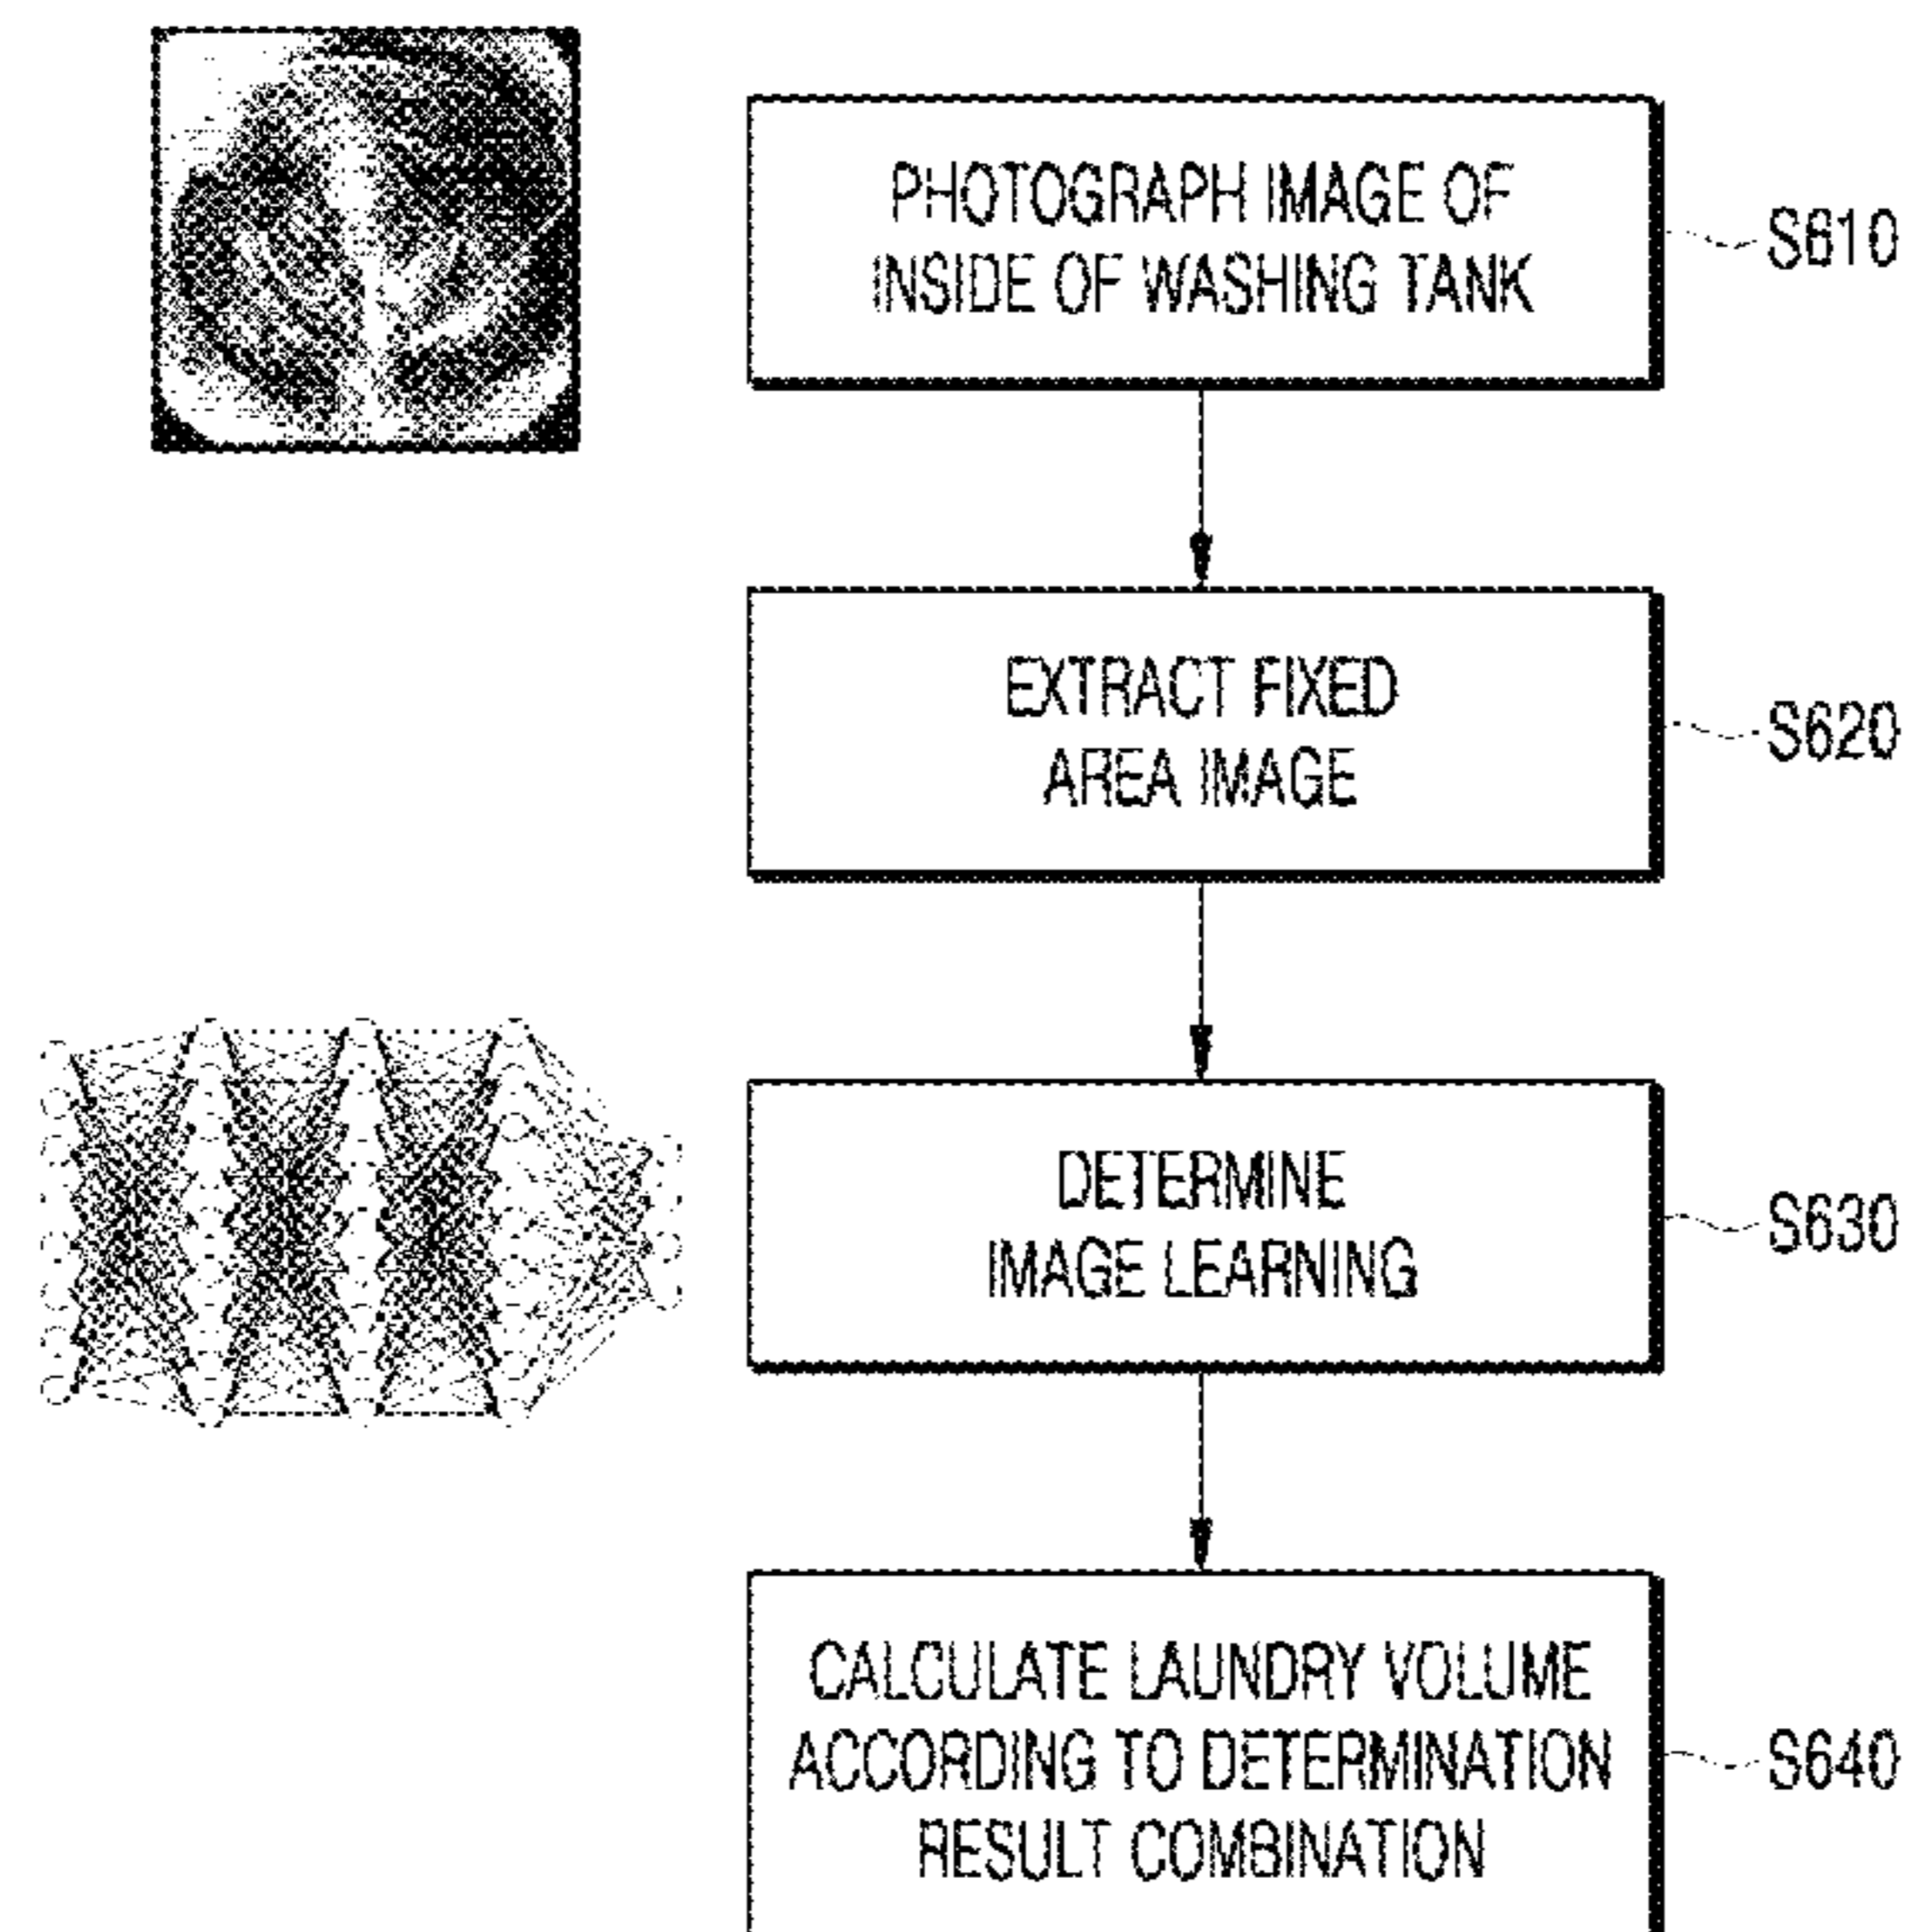 PHOTOGRAPH IMAGE OF
INSIDE OF WASHING TANK
S610
EXTRACT FIXED
AREA IMAGE
S620
DETERMINE
IMAGE LEARNING
S630
CALCULATE LAUNDRY VOLUME
ACCORDING TO DETERMINATION
RESULT COMBINATION
S640